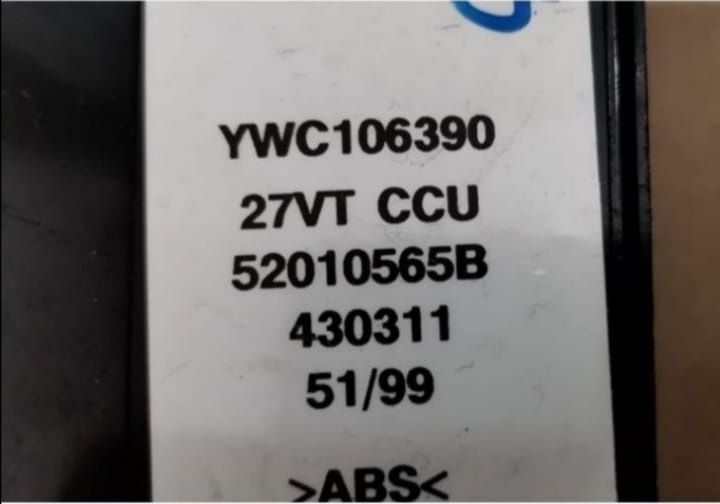 YWC106390
27VT CCU
52010565B
430311
51/99
>ABS<